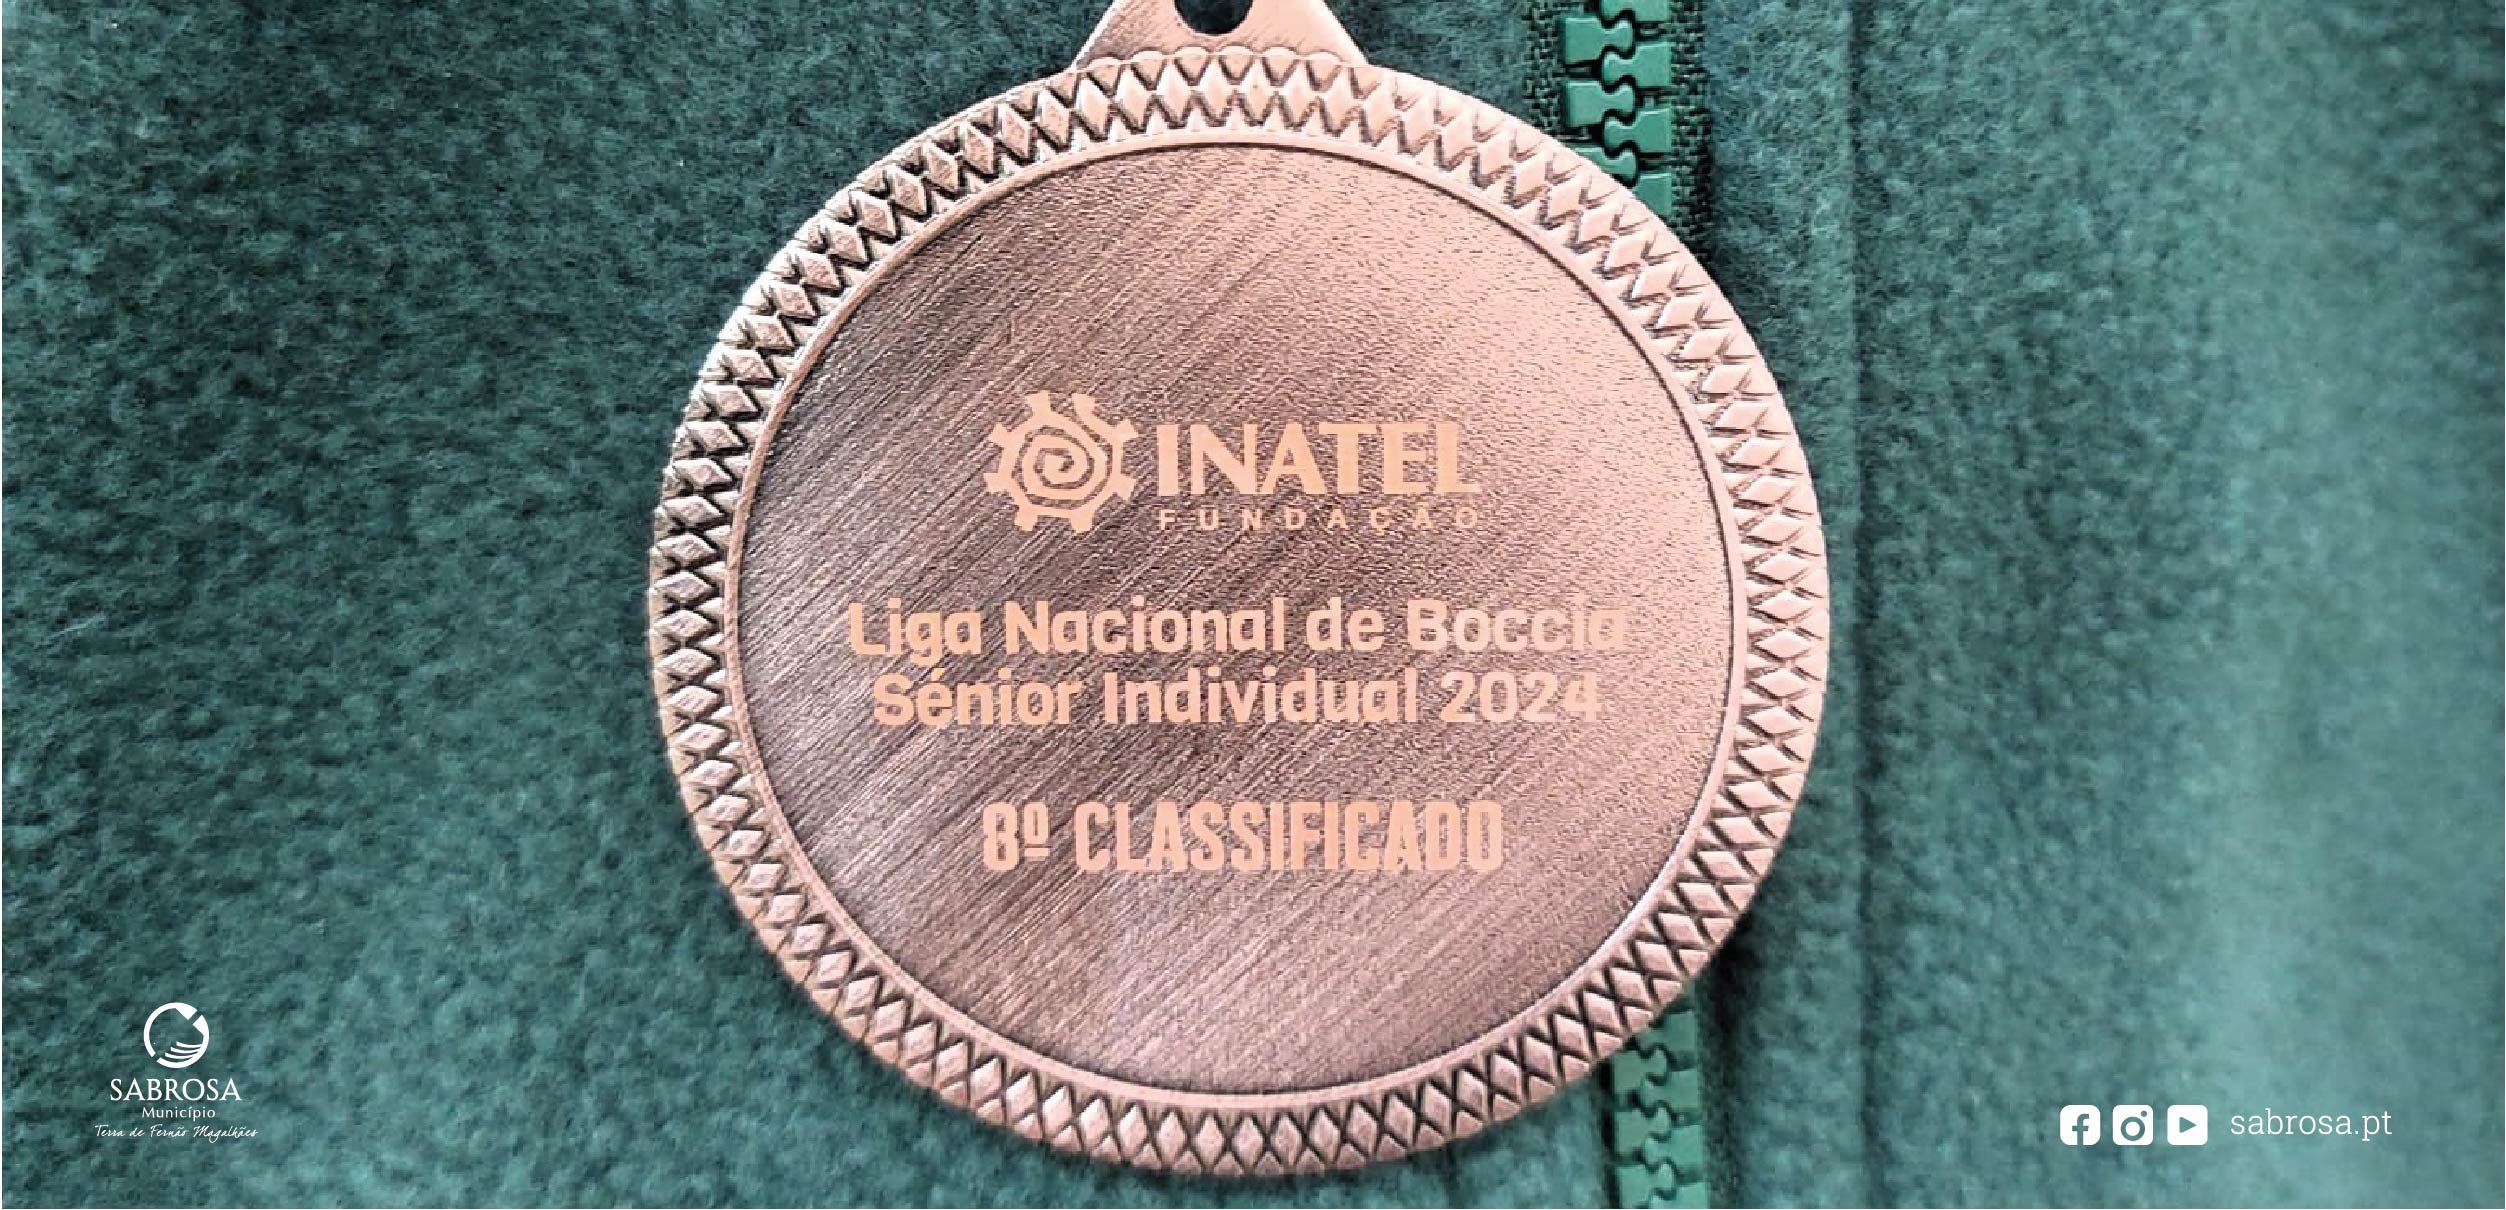 INATEL
FUNDAÇÃO
Liga Nacional de Boccia
Sénior Individual 2024
8º CLASSIFICADO
SABROSA
Município
Terra de Fernão Magalhães
sabrosa.pt